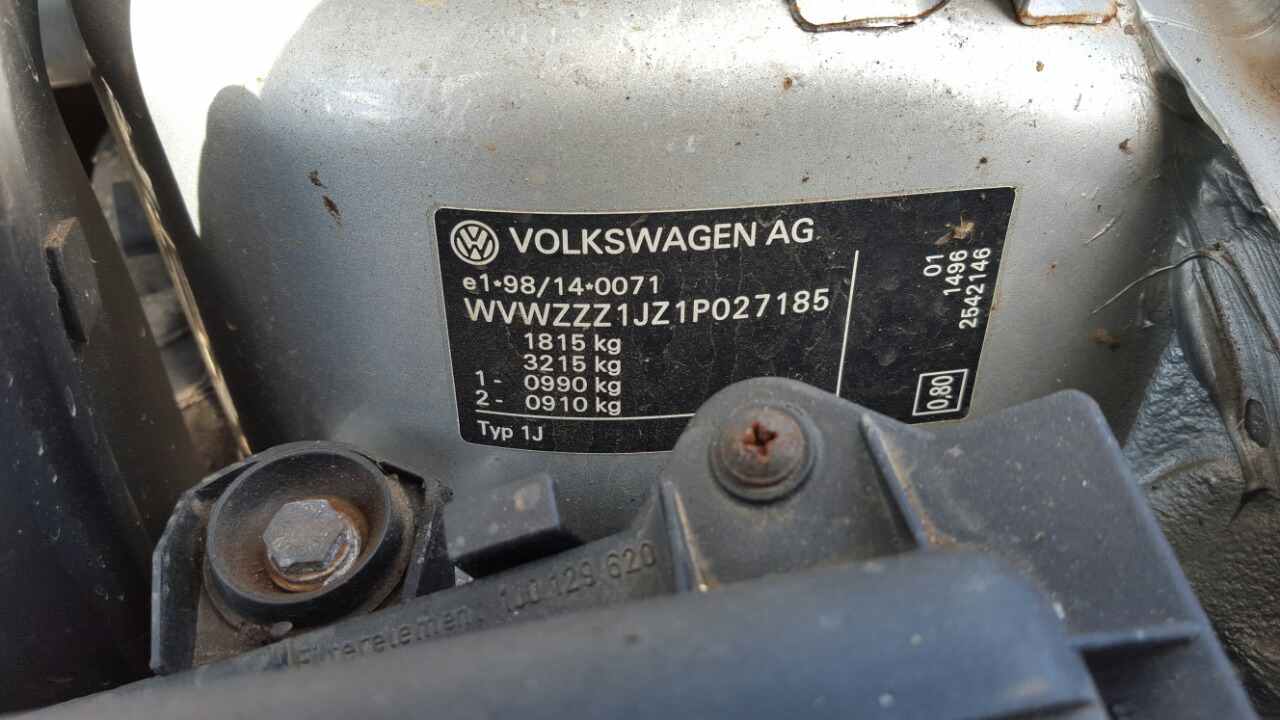 VOLKSWAGEN AG
e1*98/14*0071
WVWZZZ1JZ1P027185
1815 kg
3215 kg
1- 0990 kg
2- 0910 kg
Typ 1J
01
1496
2542146
0,80
Filterelement 1J0 129 620